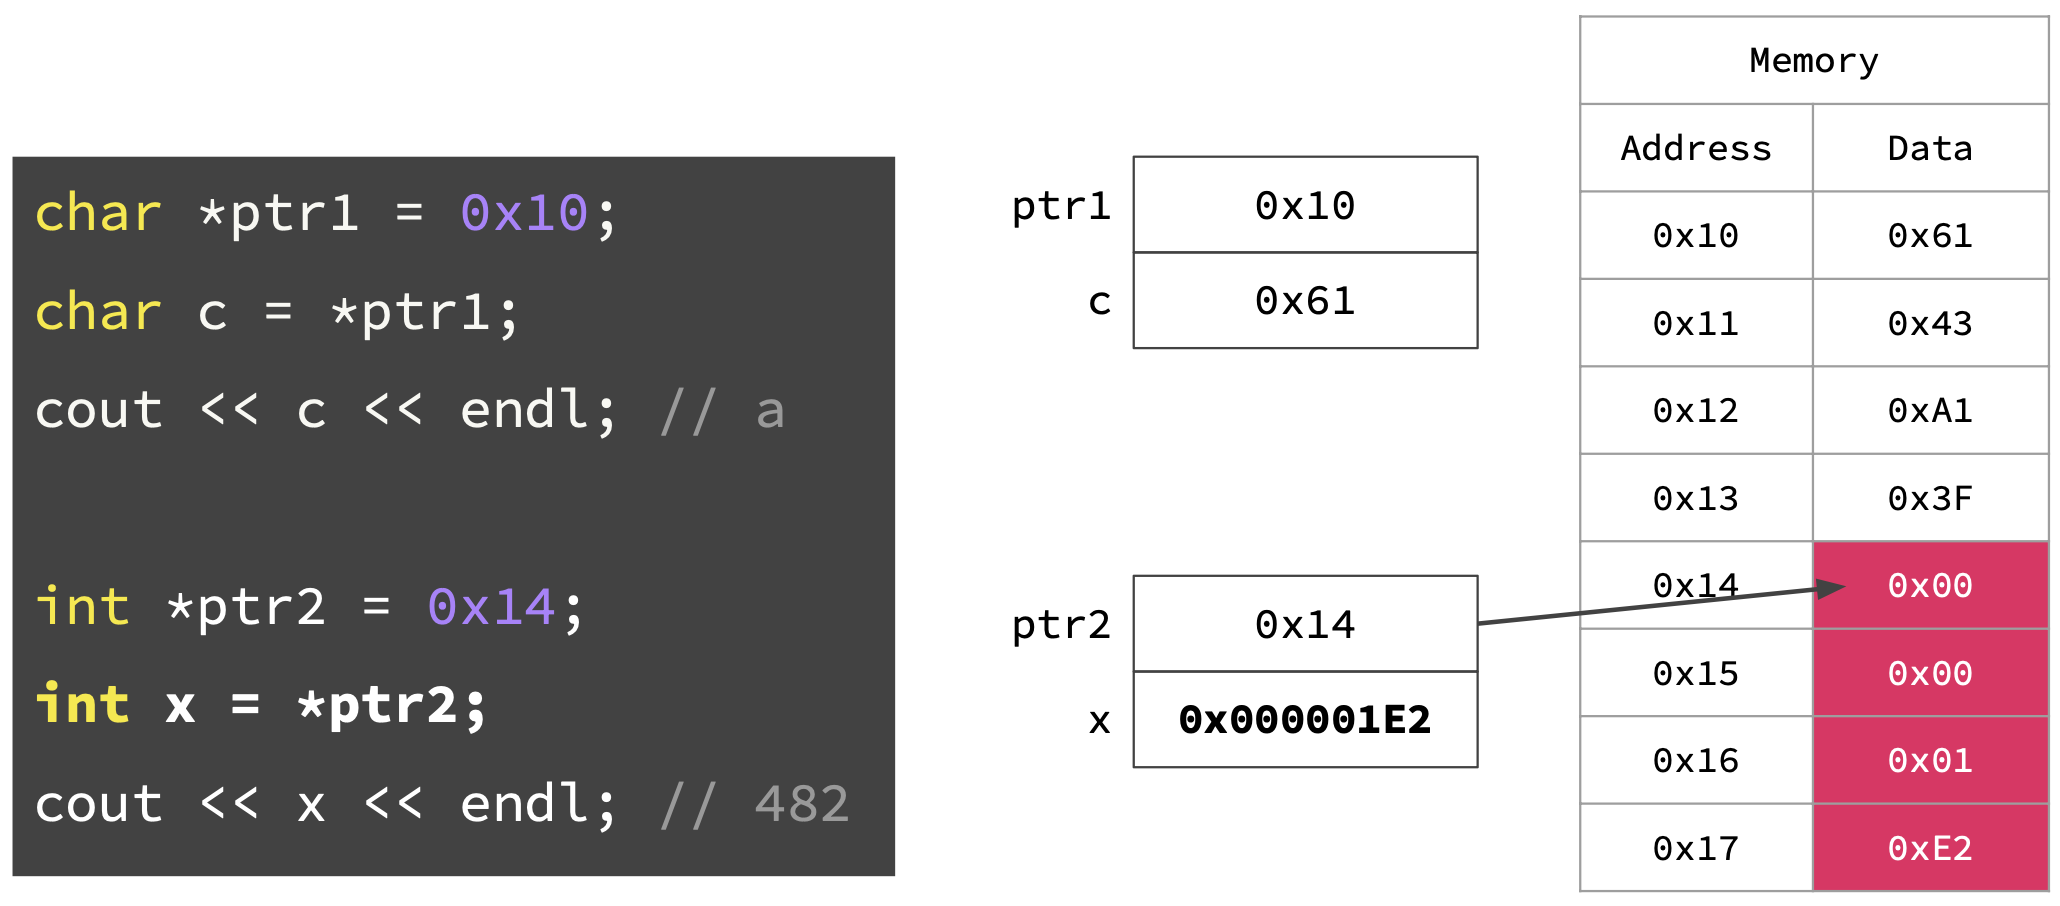 char *ptr1 = 0x10;
char c = *ptr1;
cout << c << endl; // a
int *ptr2 = 0x14;
int x = *ptr2;
cout << x << endl; // 482
ptr1 0x10
c 0x61
ptr2 0x14
x 0x000001E2
Memory
Address Data
0x10 0x61
0x11 0x43
0x12 0xA1
0x13 0x3F
0x14 0x00
0x15 0x00
0x16 0x01
0x17 0xE2